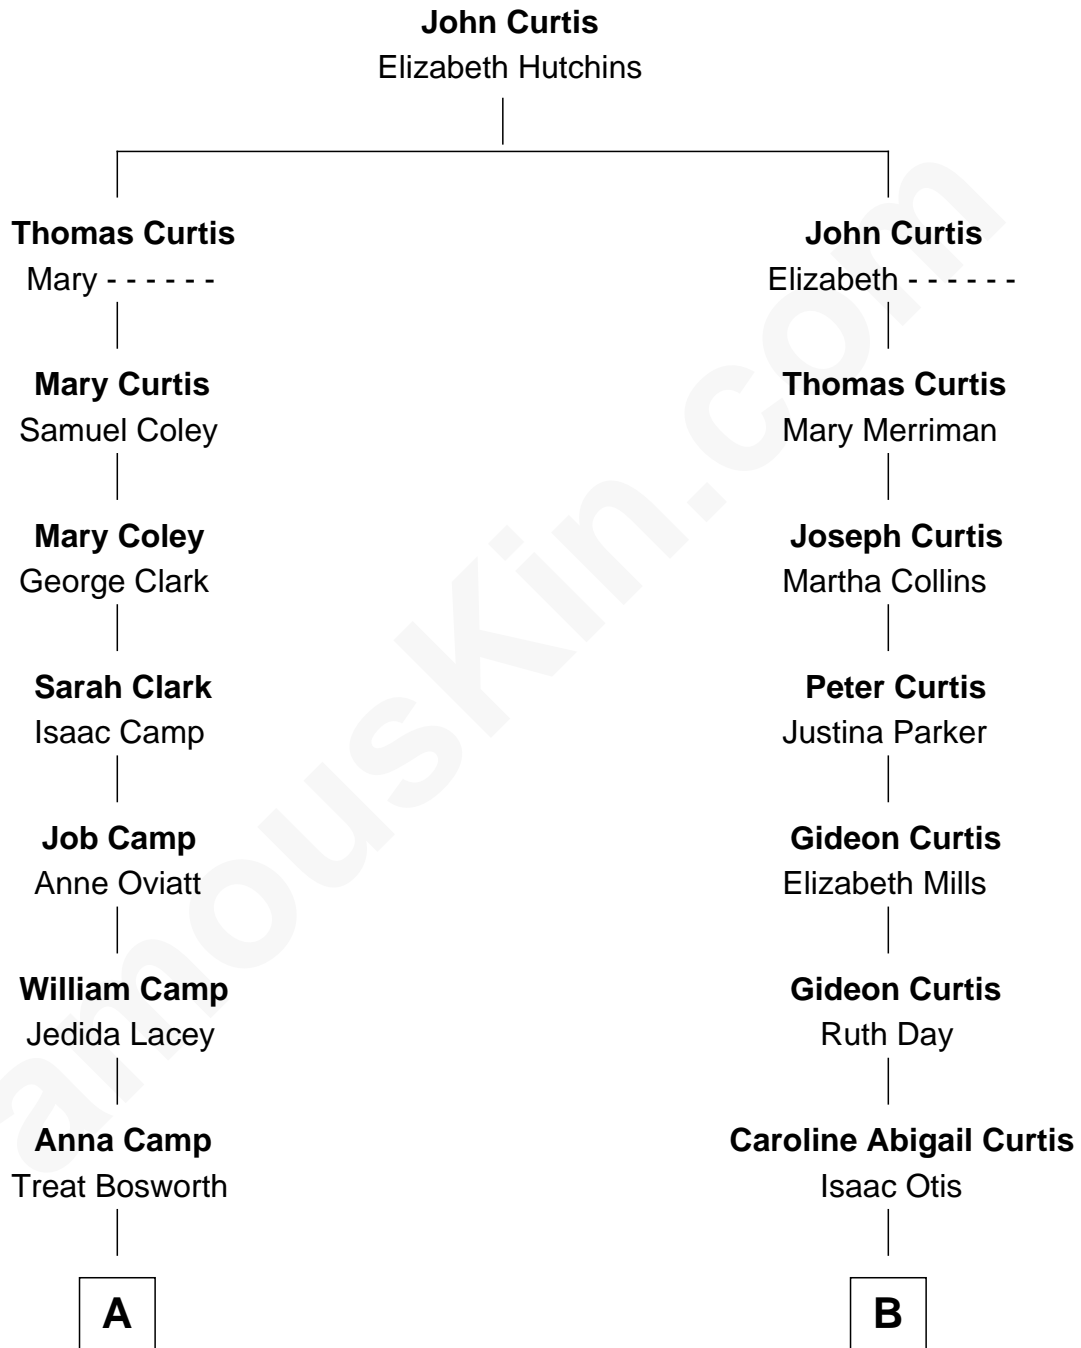 John Curtis
Elizabeth Hutchins
Thomas Curtis
Mary - - - - - -
John Curtis
Elizabeth - - - - - -
Mary Curtis
Samuel Coley
Thomas Curtis
Mary Merriman
Mary Coley
George Clark
Joseph Curtis
Martha Collins
Sarah Clark
Isaac Camp
Peter Curtis
Justina Parker
Job Camp
Anne Oviatt
Gideon Curtis
Elizabeth Mills
William Camp
Jedida Lacey
Gideon Curtis
Ruth Day
Anna Camp
Treat Bosworth
Caroline Abigail Curtis
Isaac Otis
A
B
amousKin.com